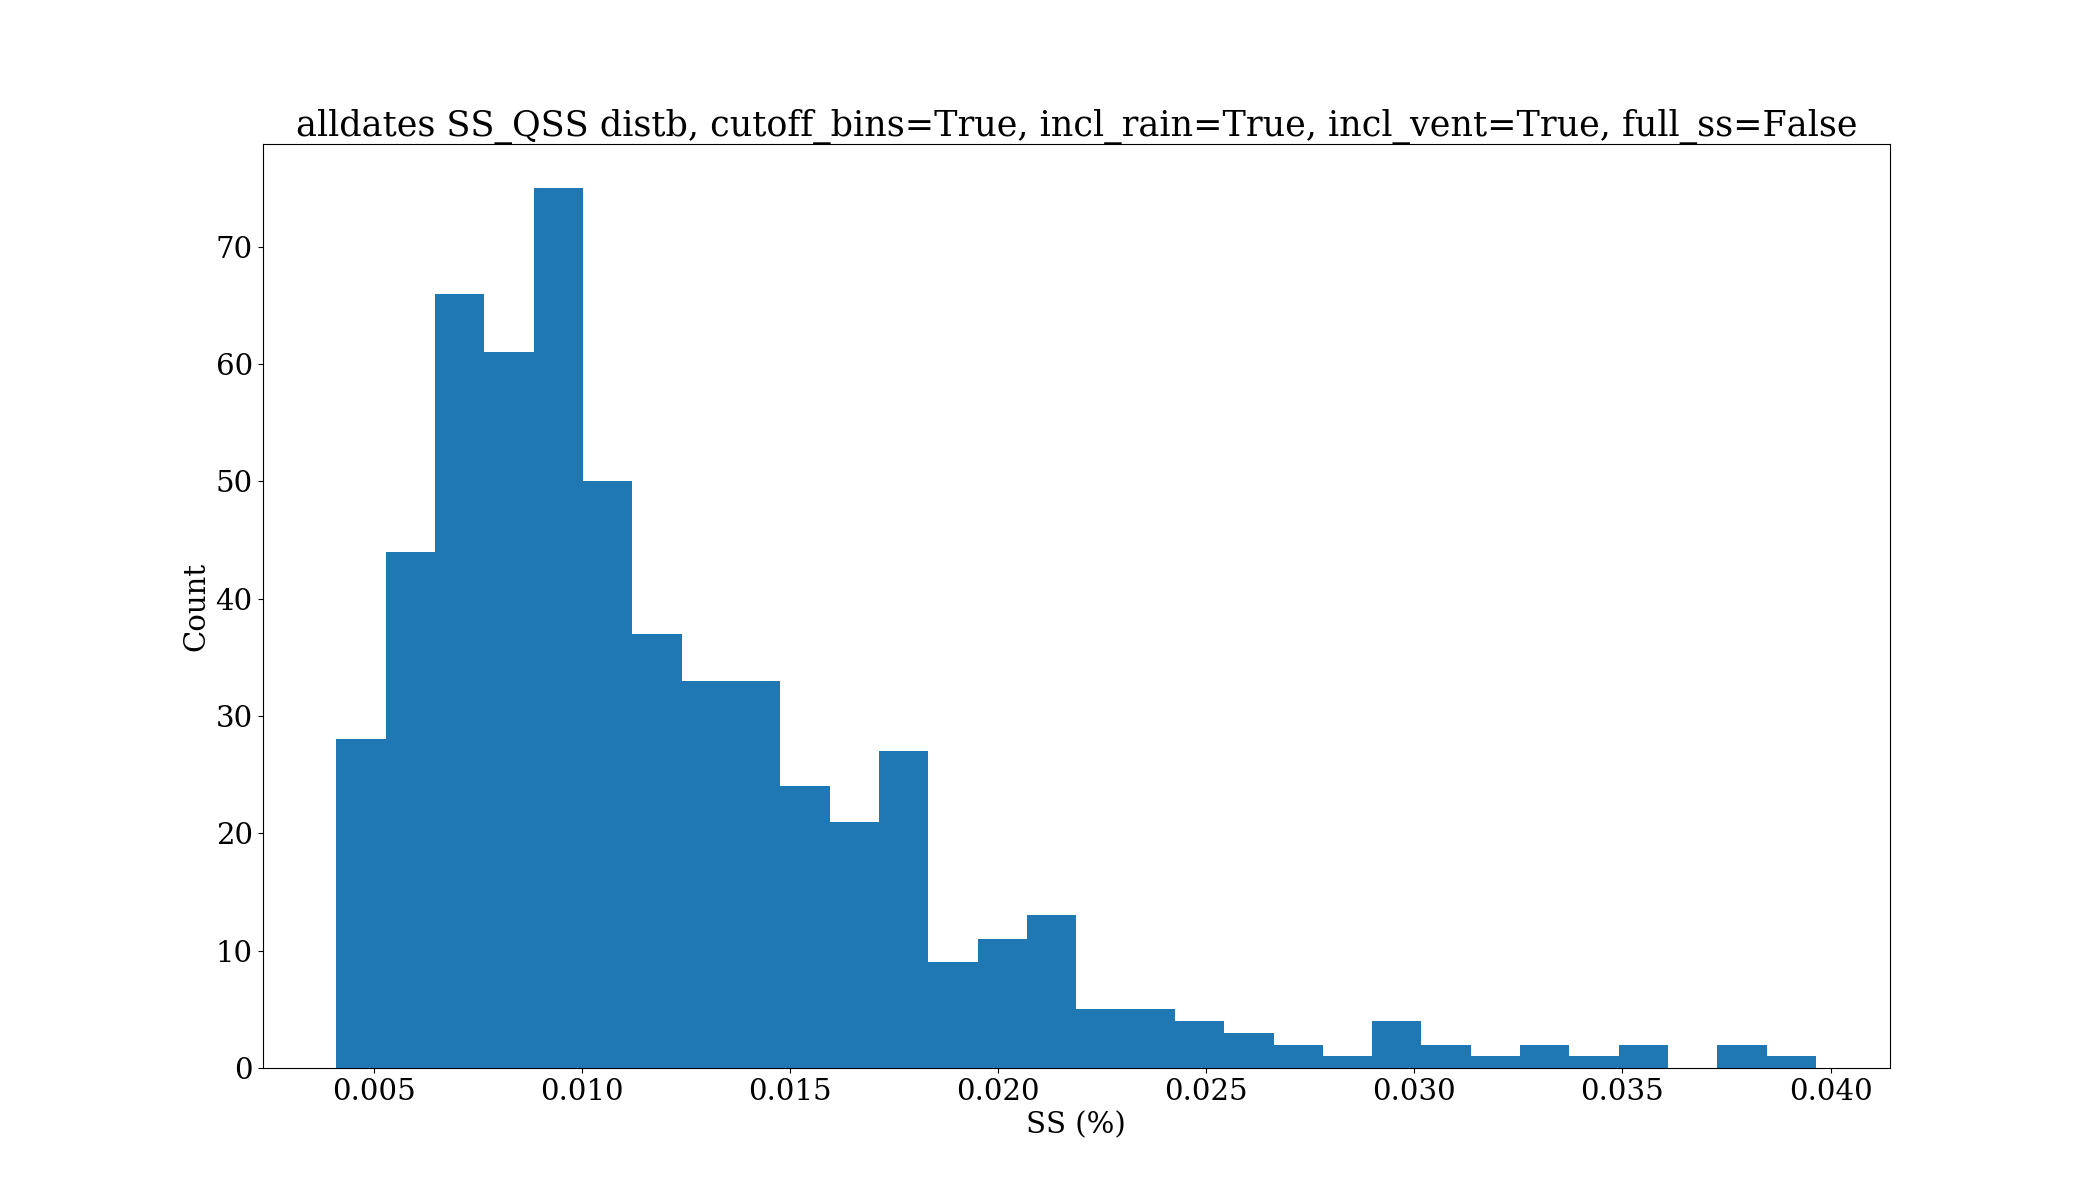 alldates SS_QSS distb, cutoff_bins=True, incl_rain=True, incl_vent=True, full_ss=False
70
60
50
40
30
20
10
0
Count
0.005 0.010 0.015 0.020 0.025 0.030 0.035 0.040
SS (%)